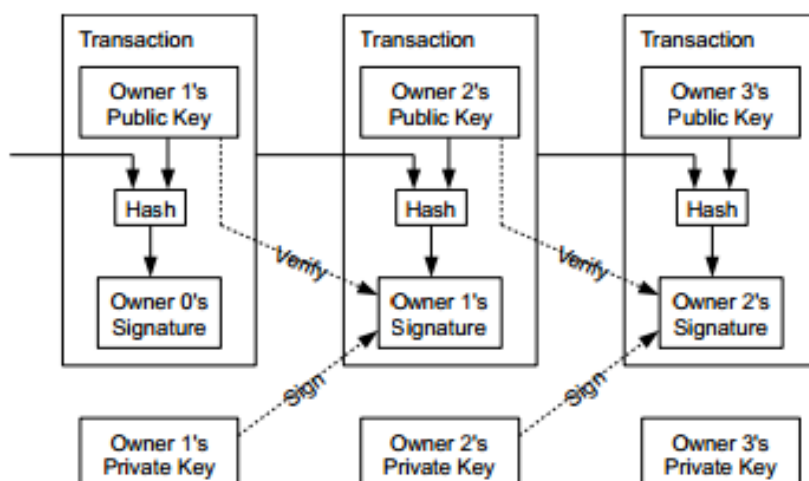 Transaction
Owner 1's
Public Key
Hash
Owner 0's
Signature
Transaction
Owner 2's
Public Key
Hash
Verify
Owner 1's
Signature
Sign
Transaction
Owner 3's
Public Key
Hash
Verify
Owner 2's
Signature
Sign
Owner 1's
Private Key
Owner 2's
Private Key
Owner 3's
Private Key